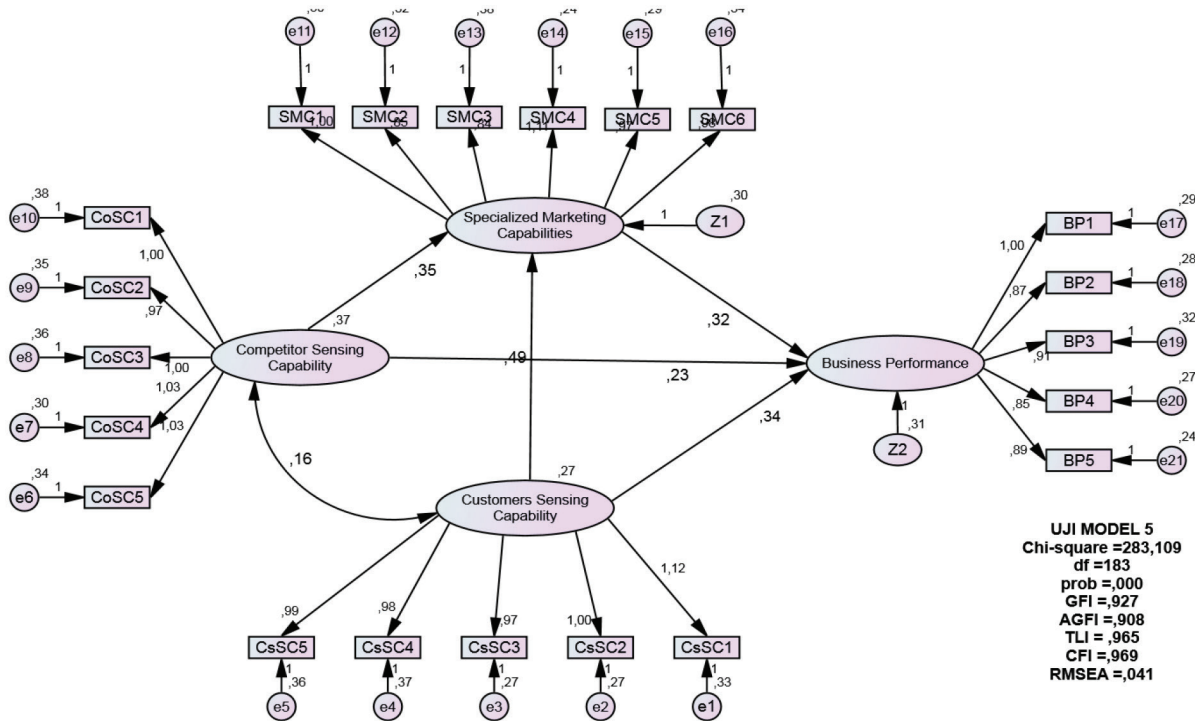 ,38
,24
,29
e11
e12
e13
e14
e15
e16
1
1
1
1
1
1
SMC1
SMC2
SMC3
SMC4
SMC5
SMC6
1,00
,84
1,11
,97
Specialized Marketing
Capabilities
1
Z1
,30
,38
e10
1
CoSC1
1,00
,35
e9
1
CoSC2
,97
,36
e8
1
CoSC3
1,00
,30
e7
1
CoSC4
1,03
,34
e6
1
CoSC5
1,03
,37
Competitor Sensing
Capability
,35
,49
,23
,32
,34
,16
Business Performance
1
,31
Z2
1,00
BP1
1
,29
e17
,87
BP2
1
,28
e18
,91
BP3
1
,32
e19
,85
BP4
1
,27
e20
,89
BP5
1
,24
e21
,27
Customers Sensing
Capability
,99
,98
,97
1,00
1,12
CsSC5
CsSC4
CsSC3
CsSC2
CsSC1
1
1
1
1
1
,36
,37
,27
,27
,33
e5
e4
e3
e2
e1
UJI MODEL 5
Chi-square =283,109
df =183
prob =,000
GFI =,927
AGFI =,908
TLI = ,965
CFI =,969
RMSEA =,041